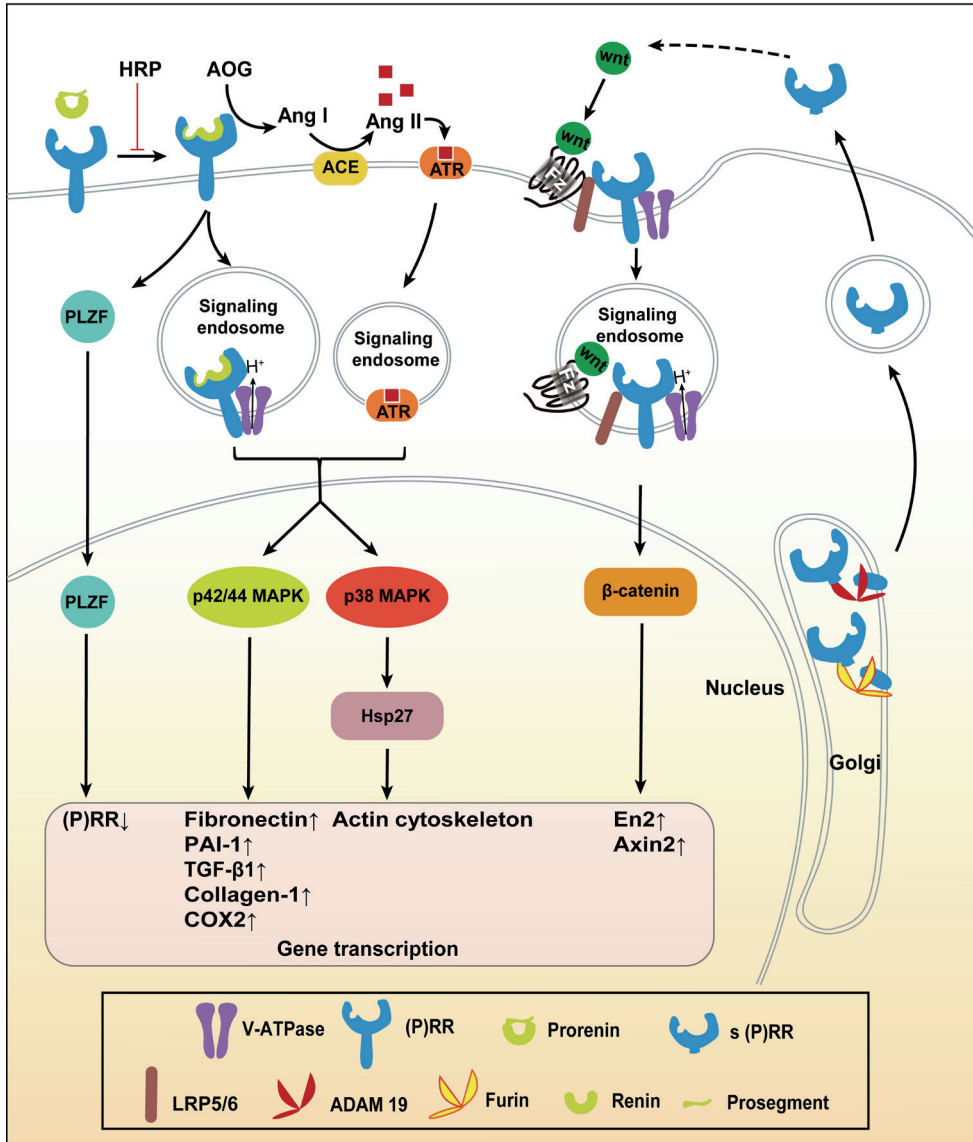 HRP
AOG
Ang I
Ang II
ACE
ATR
wnt
wnt
FZ
PLZF
Signaling
endosome
H+
Signaling
endosome
ATR
Signaling
endosome
wnt
FZ
H+
PLZF
p42/44 MAPK
p38 MAPK
β-catenin
Hsp27
Nucleus
Golgi
(P)RR↓
Fibronectin↑
PAI-1↑
TGF-β1↑
Collagen-1↑
COX2↑
Actin cytoskeleton
En2↑
Axin2↑
Gene transcription
V-ATPase
(P)RR
Prorenin
s (P)RR
LRP5/6
ADAM 19
Furin
Renin
Prosegment